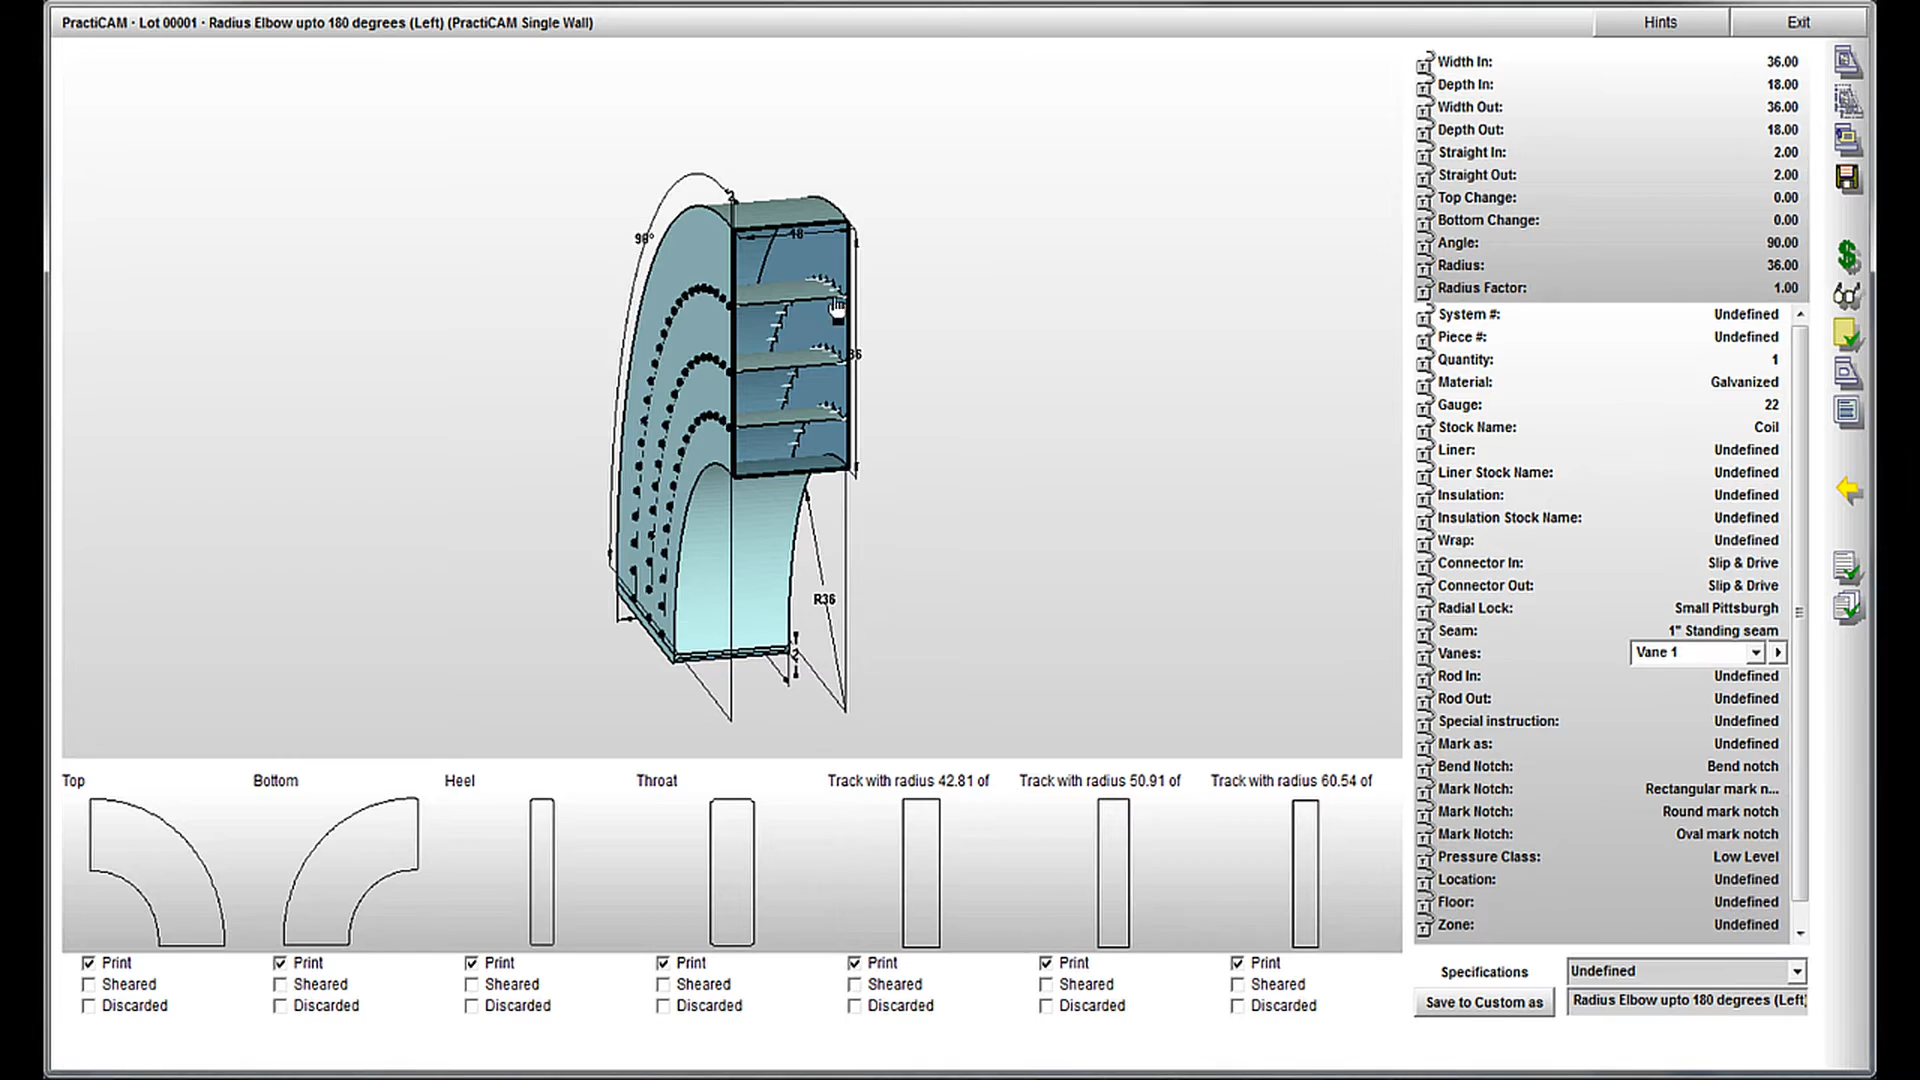 PractiCAM - Lot 00001 - Radius Elbow upto 180 degrees (Left) (PractiCAM Single Wall)
Hints
Exit
Width In: 36.00
Depth In: 18.00
Width Out: 36.00
Depth Out: 18.00
Straight In: 2.00
Straight Out: 2.00
Top Change: 0.00
Bottom Change: 0.00
Angle: 90.00
Radius: 36.00
Radius Factor: 1.00
System #: Undefined
Piece #: Undefined
Quantity: 1
Material: Galvanized
Gauge: 22
Stock Name: Coil
Liner: Undefined
Liner Stock Name: Undefined
Insulation: Undefined
Insulation Stock Name: Undefined
Wrap: Undefined
Connector In: Slip & Drive
Connector Out: Slip & Drive
Radial Lock: Small Pittsburgh
Seam: 1" Standing seam
Vanes: Vane 1
Rod In: Undefined
Rod Out: Undefined
Special instruction: Undefined
Mark as: Undefined
Bend Notch: Bend notch
Mark Notch: Rectangular mark n...
Mark Notch: Round mark notch
Mark Notch: Oval mark notch
Pressure Class: Low Level
Location: Undefined
Floor: Undefined
Zone: Undefined
Specifications Undefined
Save to Custom as Radius Elbow upto 180 degrees (Left)
2
90°
18
36
R36
2
Top
Bottom
Heel
Throat
Track with radius 42.81 of
Track with radius 50.91 of
Track with radius 60.54 of
Print
Sheared
Discarded
Print
Sheared
Discarded
Print
Sheared
Discarded
Print
Sheared
Discarded
Print
Sheared
Discarded
Print
Sheared
Discarded
Print
Sheared
Discarded